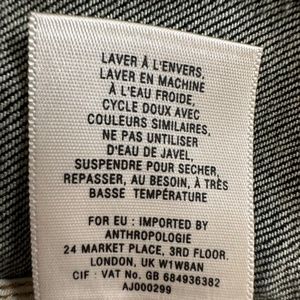 LAVER À L'ENVERS,
LAVER EN MACHINE
À L'EAU FROIDE,
CYCLE DOUX AVEC
COULEURS SIMILAIRES,
NE PAS UTILISER
D'EAU DE JAVEL,
SUSPENDRE POUR SECHER,
REPASSER, AU BESOIN, À TRÈS
BASSE TEMPÉRATURE
FOR EU : IMPORTED BY
ANTHROPOLOGIE
24 MARKET PLACE, 3RD FLOOR.
LONDON, UK W1W8AN
CIF : VAT No. GB 684936382
AJ000299